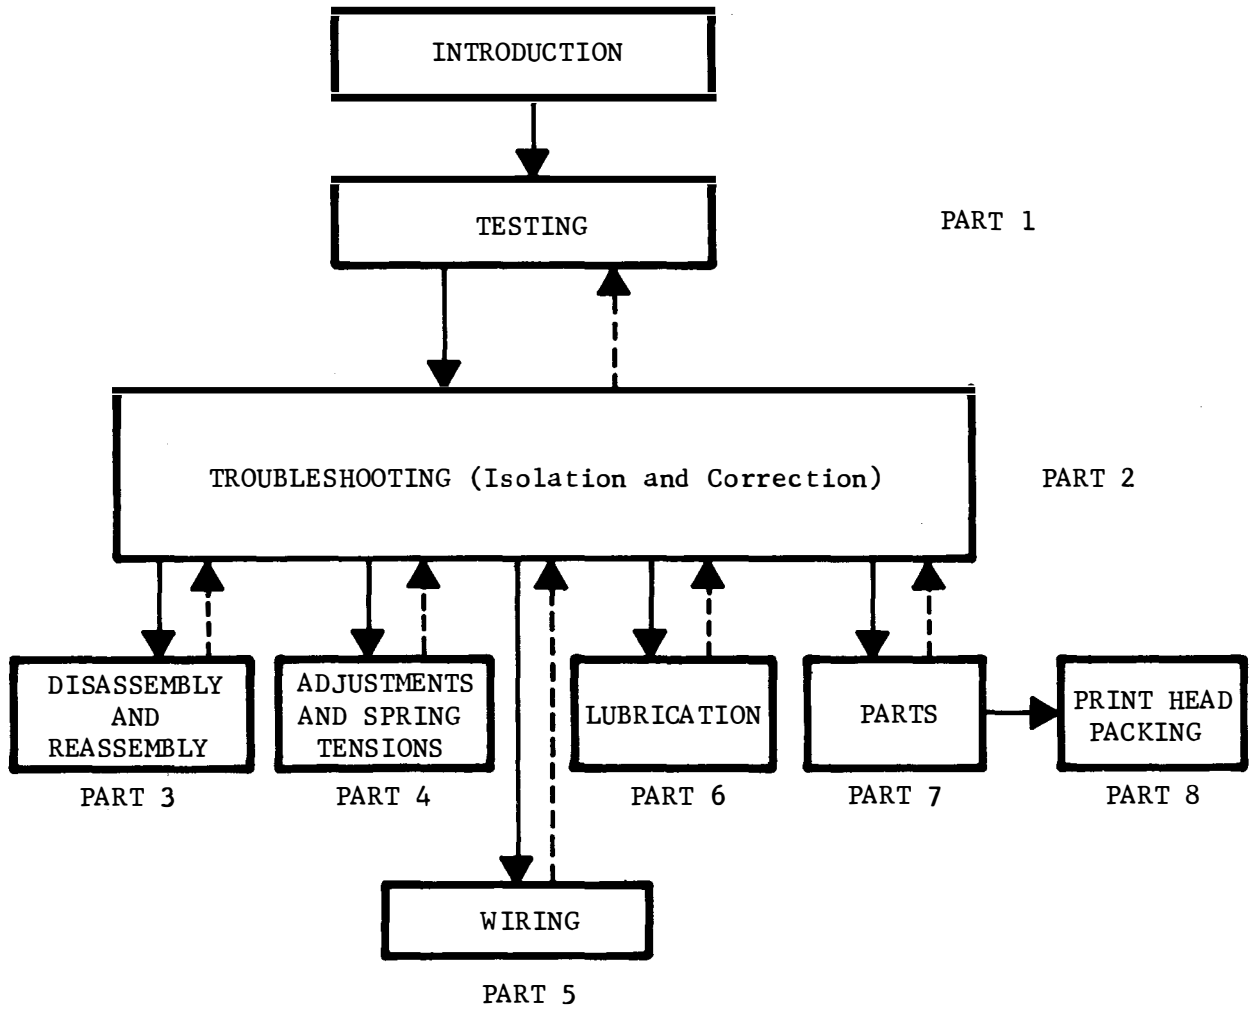 INTRODUCTION
TESTING
PART 1
TROUBLESHOOTING (Isolation and Correction)
PART 2
DISASSEMBLY
AND
REASSEMBLY
PART 3
ADJUSTMENTS
AND SPRING
TENSIONS
PART 4
LUBRICATION
PART 6
PARTS
PART 7
PRINT HEAD
PACKING
PART 8
WIRING
PART 5